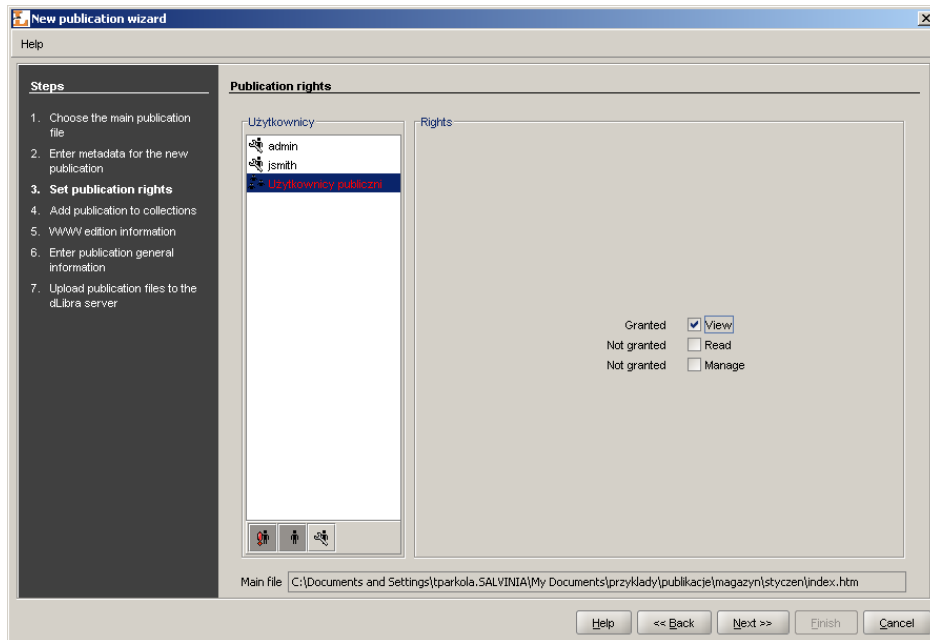 New publication wizard
Help
Steps
1. Choose the main publication
file
2. Enter metadata for the new
publication
3. Set publication rights
4. Add publication to collections
5. WWW edition information
6. Enter publication general
information
7. Upload publication files to the
dLibra server
Publication rights
Użytkownicy
admin
jsmith
Użytkownicy publiczni
Rights
Granted View
Not granted Read
Not granted Manage
Main file C:\Documents and Settings\tparkola.SALVINIA\My Documents\przyklady\publikacje\magazyn\styczen\index.htm
Help << Back Next >> Finish Cancel